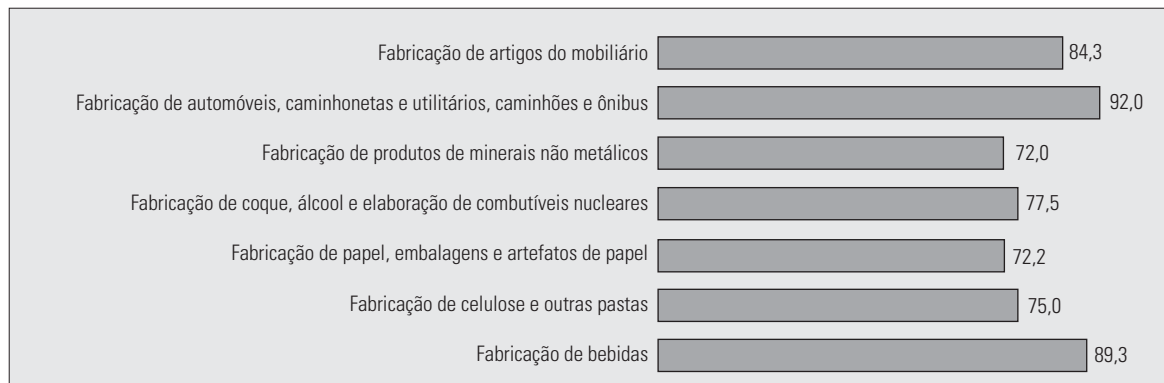 Fabricação de artigos do mobiliário 84,3
Fabricação de automóveis, caminhonetas e utilitários, caminhões e ônibus 92,0
Fabricação de produtos de minerais não metálicos 72,0
Fabricação de coque, álcool e elaboração de combutíveis nucleares 77,5
Fabricação de papel, embalagens e artefatos de papel 72,2
Fabricação de celulose e outras pastas 75,0
Fabricação de bebidas 89,3